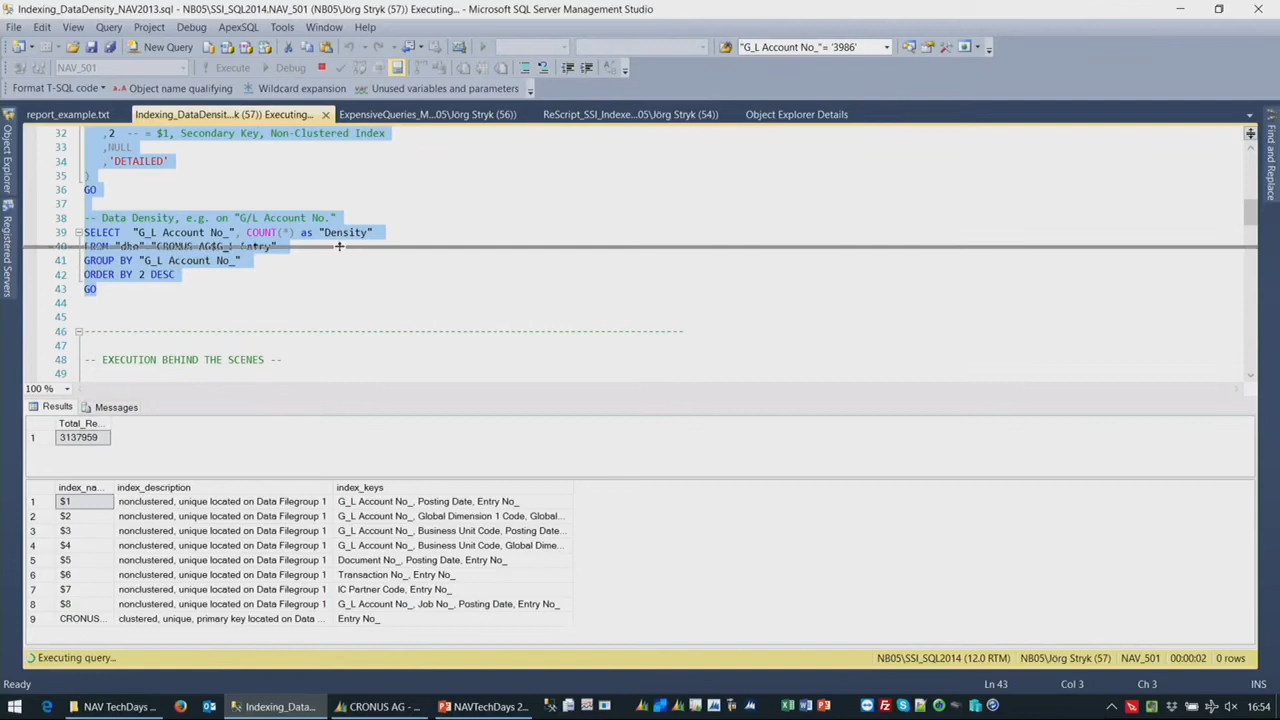 Indexing_DataDensity_NAV2013.sql - NB05\SSI_SQL2014.NAV_501 (NB05\Jörg Stryk (57)) Executing... - Microsoft SQL Server Management Studio
File Edit View Query Project Debug ApexSQL Tools Window Help
New Query "G_L Account No_"= '3986'
NAV_501 Execute Debug
Format T-SQL code Object name qualifying Wildcard expansion Unused variables and parameters
report_example.txt Indexing_DataDensit...k (57)) Executing... ExpensiveQueries_M...05\Jörg Stryk (56)) ReScript_SSI_Indexe...05\Jörg Stryk (54)) Object Explorer Details
Object Explorer
Registered Servers
Find and Replace
32 ,2 -- = $1, Secondary Key, Non-Clustered Index
33 ,NULL
34 ,'DETAILED'
35 )
36 GO
37
38 -- Data Density, e.g. on "G/L Account No."
39 SELECT "G_L Account No_", COUNT(*) as "Density"
40 FROM "dbo"."CRONUS AG$G_L Entry"
41 GROUP BY "G_L Account No_"
42 ORDER BY 2 DESC
43 GO
44
45
46 ----------------------------------------------------------------------------------------------------
47
48 -- EXECUTION BEHIND THE SCENES --
49
100 %
Results Messages
Total_Re...
1 3137959
index_na... index_description index_keys
1 $1 nonclustered, unique located on Data Filegroup 1 G_L Account No_, Posting Date, Entry No_
2 $2 nonclustered, unique located on Data Filegroup 1 G_L Account No_, Global Dimension 1 Code, Global...
3 $3 nonclustered, unique located on Data Filegroup 1 G_L Account No_, Business Unit Code, Posting Date...
4 $4 nonclustered, unique located on Data Filegroup 1 G_L Account No_, Business Unit Code, Global Dime...
5 $5 nonclustered, unique located on Data Filegroup 1 Document No_, Posting Date, Entry No_
6 $6 nonclustered, unique located on Data Filegroup 1 Transaction No_, Entry No_
7 $7 nonclustered, unique located on Data Filegroup 1 IC Partner Code, Entry No_
8 $8 nonclustered, unique located on Data Filegroup 1 G_L Account No_, Job No_, Posting Date, Entry No_
9 CRONUS... clustered, unique, primary key located on Data ... Entry No_
Executing query... NB05\SSI_SQL2014 (12.0 RTM) NB05\Jörg Stryk (57) NAV_501 00:00:02 0 rows
Ready Ln 43 Col 3 Ch 3 INS
NAV TechDays ... Indexing_Data... CRONUS AG - ... NAVTechDays 2... 16:54